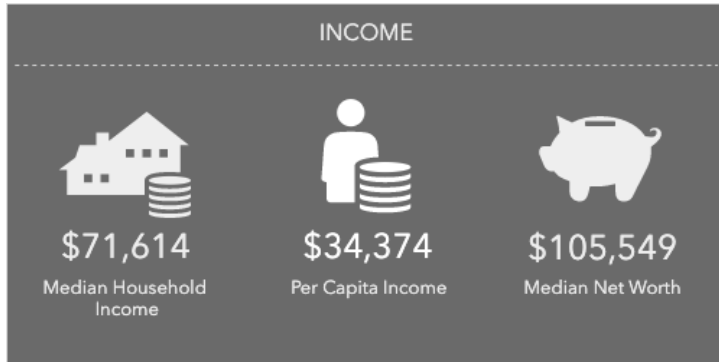 INCOME
$71,614
Median Household
Income
$34,374
Per Capita Income
$105,549
Median Net Worth